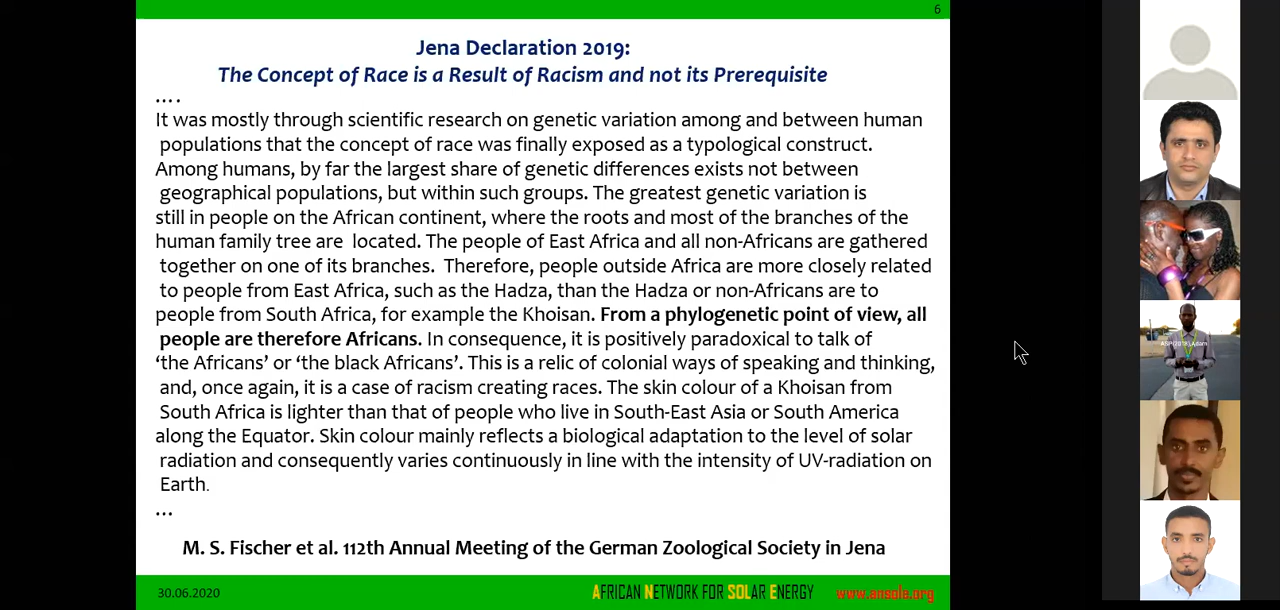 6
Jena Declaration 2019:
The Concept of Race is a Result of Racism and not its Prerequisite
....
It was mostly through scientific research on genetic variation among and between human
populations that the concept of race was finally exposed as a typological construct.
Among humans, by far the largest share of genetic differences exists not between
geographical populations, but within such groups. The greatest genetic variation is
still in people on the African continent, where the roots and most of the branches of the
human family tree are located. The people of East Africa and all non-Africans are gathered
together on one of its branches. Therefore, people outside Africa are more closely related
to people from East Africa, such as the Hadza, than the Hadza or non-Africans are to
people from South Africa, for example the Khoisan. From a phylogenetic point of view, all
people are therefore Africans. In consequence, it is positively paradoxical to talk of
‘the Africans’ or ‘the black Africans’. This is a relic of colonial ways of speaking and thinking,
and, once again, it is a case of racism creating races. The skin colour of a Khoisan from
South Africa is lighter than that of people who live in South-East Asia or South America
along the Equator. Skin colour mainly reflects a biological adaptation to the level of solar
radiation and consequently varies continuously in line with the intensity of UV-radiation on
Earth.
...
M. S. Fischer et al. 112th Annual Meeting of the German Zoological Society in Jena
30.06.2020
AFRICAN NETWORK FOR SOLAR ENERGY
www.ansole.org